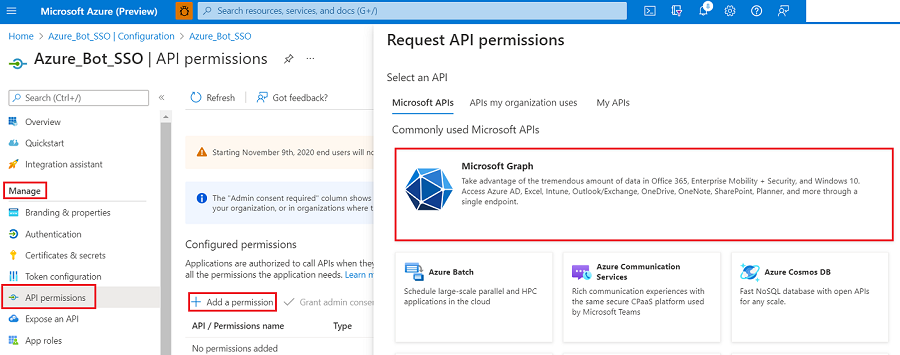 Microsoft Azure (Preview)
Search resources, services, and docs (G+/)
8
Home > Azure_Bot_SSO | Configuration > Azure_Bot_SSO
Azure_Bot_SSO | API permissions
...
Search (Ctrl+/)
«
Overview
Quickstart
Integration assistant
Manage
Branding & properties
Authentication
Certificates & secrets
Token configuration
API permissions
Expose an API
App roles
Refresh
Got feedback?
Starting November 9th, 2020 end users will no
The "Admin consent required" column shows
your organization, or in organizations where t
Configured permissions
Applications are authorized to call APIs when they
all the permissions the application needs. Learn m
+ Add a permission
Grant admin conse
API / Permissions name
Type
No permissions added
Request API permissions
Select an API
Microsoft APIs
APIs my organization uses
My APIs
Commonly used Microsoft APIs
Microsoft Graph
Take advantage of the tremendous amount of data in Office 365, Enterprise Mobility + Security, and Windows 10.
Access Azure AD, Excel, Intune, Outlook/Exchange, OneDrive, OneNote, SharePoint, Planner, and more through a
single endpoint.
Azure Batch
Schedule large-scale parallel and HPC
applications in the cloud
Azure Communication
Services
Rich communication experiences with
the same secure CPaaS platform used
by Microsoft Teams
Azure Cosmos DB
Fast NoSQL database with open APIs
for any scale.